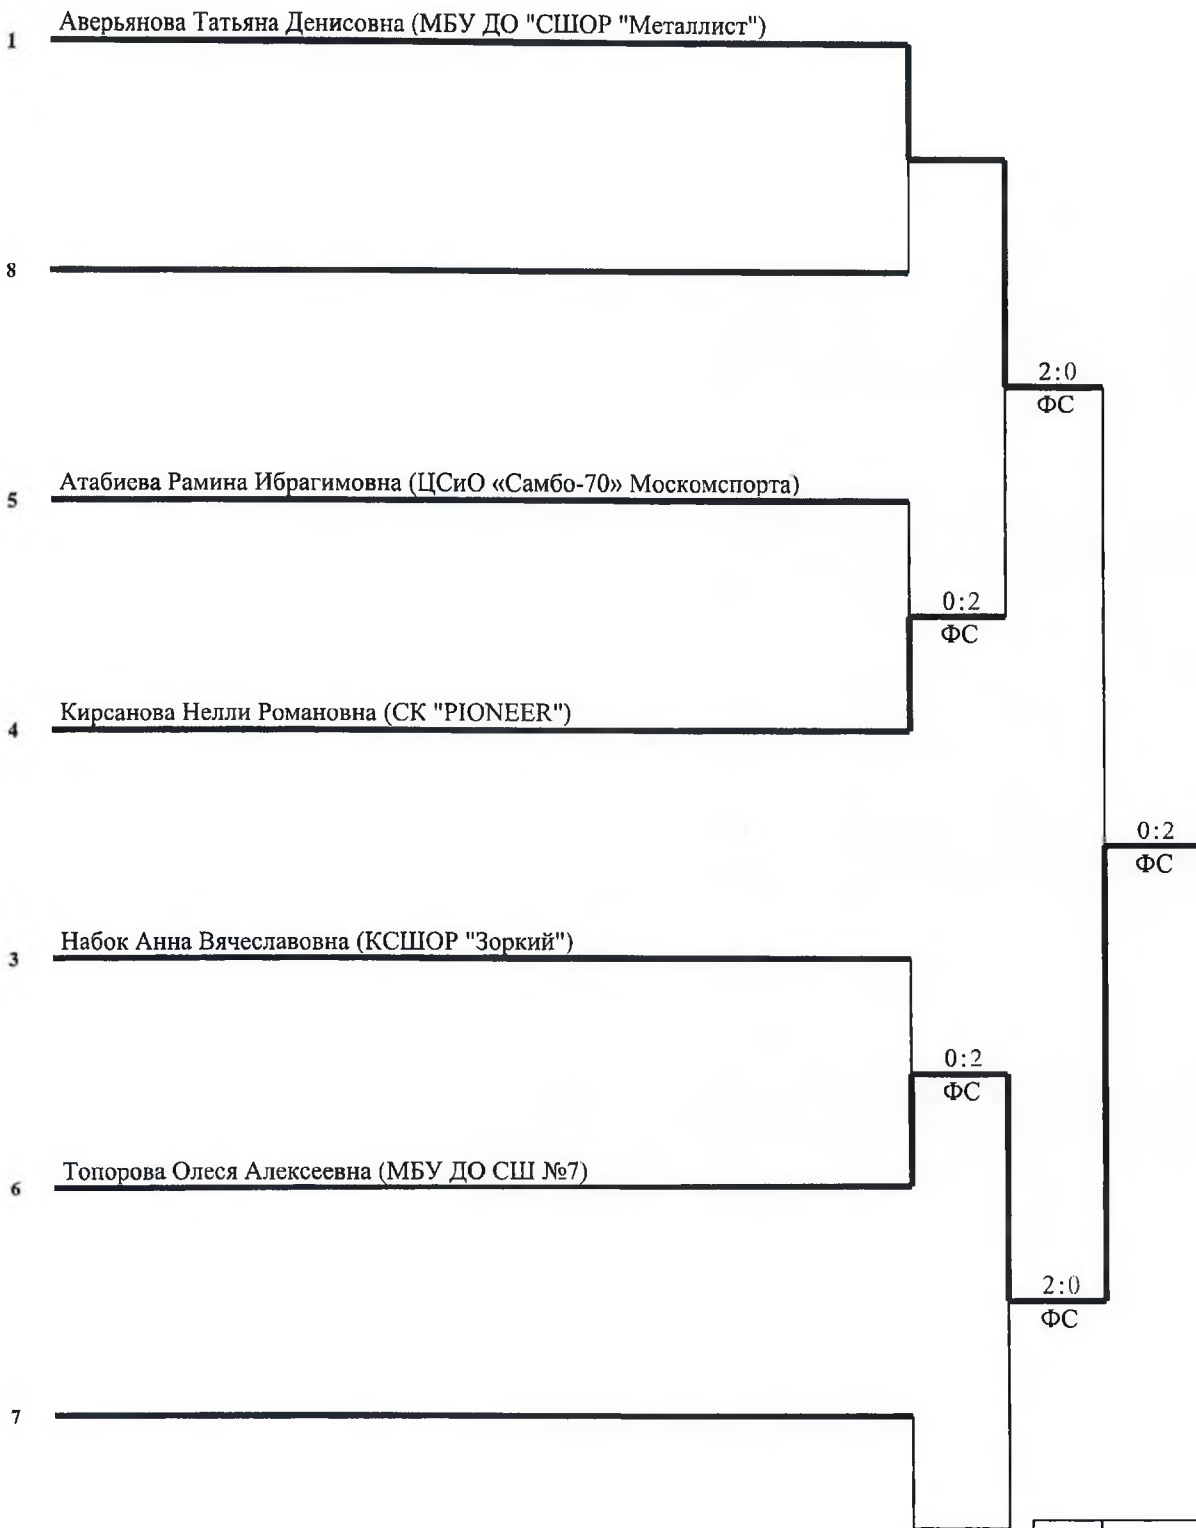 1 Аверьянова Татьяна Денисовна (МБУ ДО "СШОР "Металлист")
8
2:0
ФС
5 Атабиева Рамина Ибрагимовна (ЦСиО «Самбо-70» Москомспорта)
0:2
ФС
4 Кирсанова Нелли Романовна (СК "PIONEER")
0:2
ФС
3 Набок Анна Вячеславовна (КСШОР "Зоркий")
0:2
ФС
6 Топорова Олеся Алексеевна (МБУ ДО СШ №7)
2:0
ФС
7